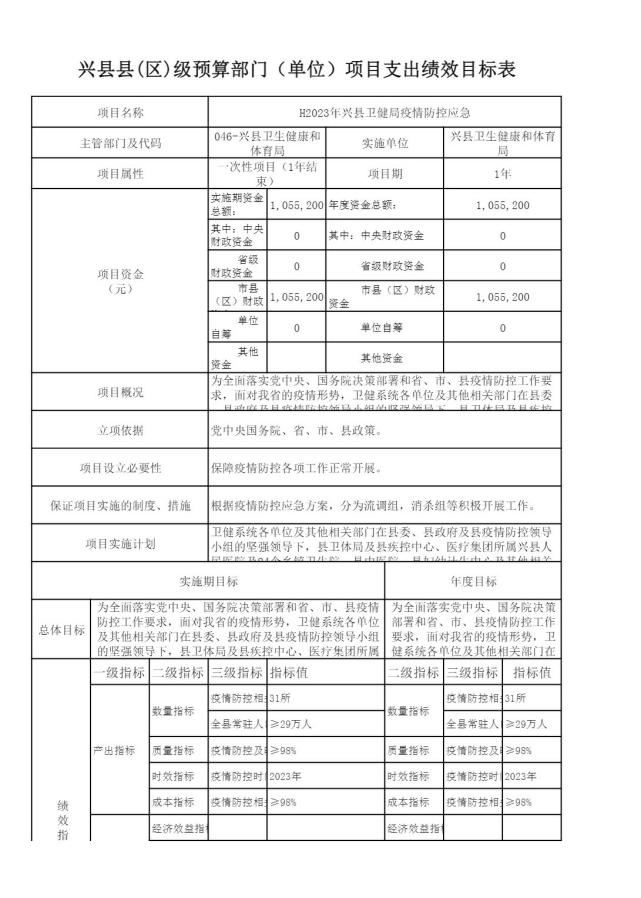 兴县县(区)级预算部门（单位）项目支出绩效目标表
项目名称 H2023年兴县卫健局疫情防控应急
主管部门及代码 046-兴县卫生健康和体育局 实施单位 兴县卫生健康和体育局
项目属性 一次性项目（1年结束） 项目期 1年
项目资金（元） 实施期资金总额: 1,055,200 年度资金总额: 1,055,200
其中: 中央财政资金 0 其中: 中央财政资金 0
省级财政资金 0 省级财政资金 0
市县（区）财政 1,055,200 市县（区）财政资金 1,055,200
单位自筹 0 单位自筹 0
其他资金 其他资金
项目概况 为全面落实党中央、国务院决策部署和省、市、县疫情防控工作要
求，面对我省的疫情形势，卫健系统各单位及其他相关部门在县委
、县政府及县疫情防控领导小组的坚强领导下，县卫体局及县疾控
立项依据 党中央国务院、省、市、县政策。
项目设立必要性 保障疫情防控各项工作正常开展。
保证项目实施的制度、措施 根据疫情防控应急方案，分为流调组，消杀组等积极开展工作。
项目实施计划 卫健系统各单位及其他相关部门在县委、县政府及县疫情防控领导
小组的坚强领导下，县卫体局及县疾控中心、医疗集团所属兴县人
实施期目标 年度目标
总体目标
为全面落实党中央、国务院决策部署和省、市、县疫情
防控工作要求，面对我省的疫情形势，卫健系统各单位
及其他相关部门在县委、县政府及县疫情防控领导小组
的坚强领导下，县卫体局及县疾控中心、医疗集团所属
为全面落实党中央、国务院决策
部署和省、市、县疫情防控工作
要求，面对我省的疫情形势，卫
健系统各单位及其他相关部门在
绩效指
一级指标 二级指标 三级指标 指标值 二级指标 三级指标 指标值
产出指标 数量指标 疫情防控相 31所 数量指标 疫情防控相 31所
全县常驻人 ≥29万人 全县常驻人 ≥29万人
质量指标 疫情防控及 ≥98% 质量指标 疫情防控及 ≥98%
时效指标 疫情防控时 2023年 时效指标 疫情防控时 2023年
成本指标 疫情防控相 ≥98% 成本指标 疫情防控相 ≥98%
经济效益指 经济效益指